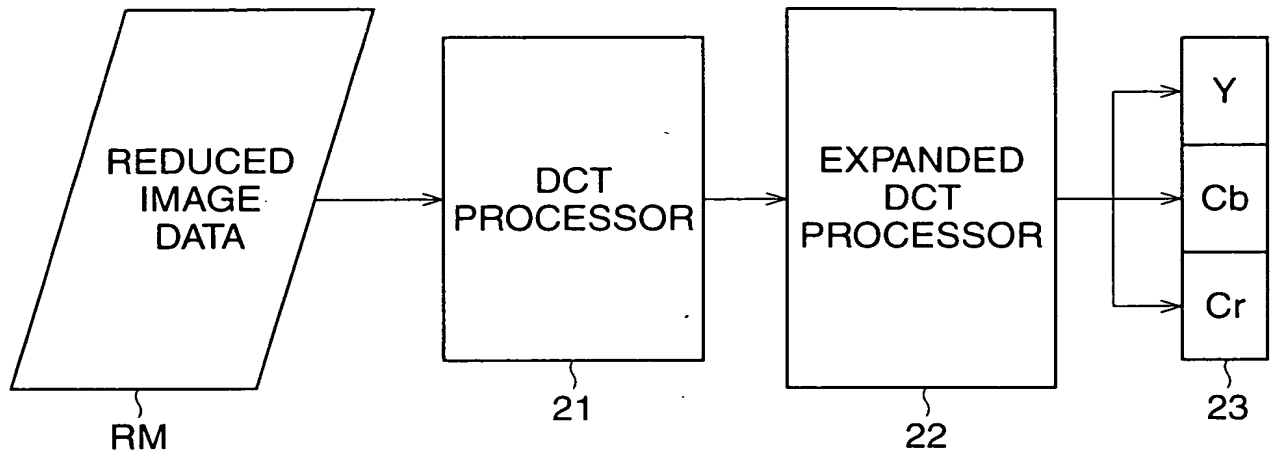 REDUCED
IMAGE
DATA
DCT
PROCESSOR
EXPANDED
DCT
PROCESSOR
Y
Cb
Cr
RM
21
22
23